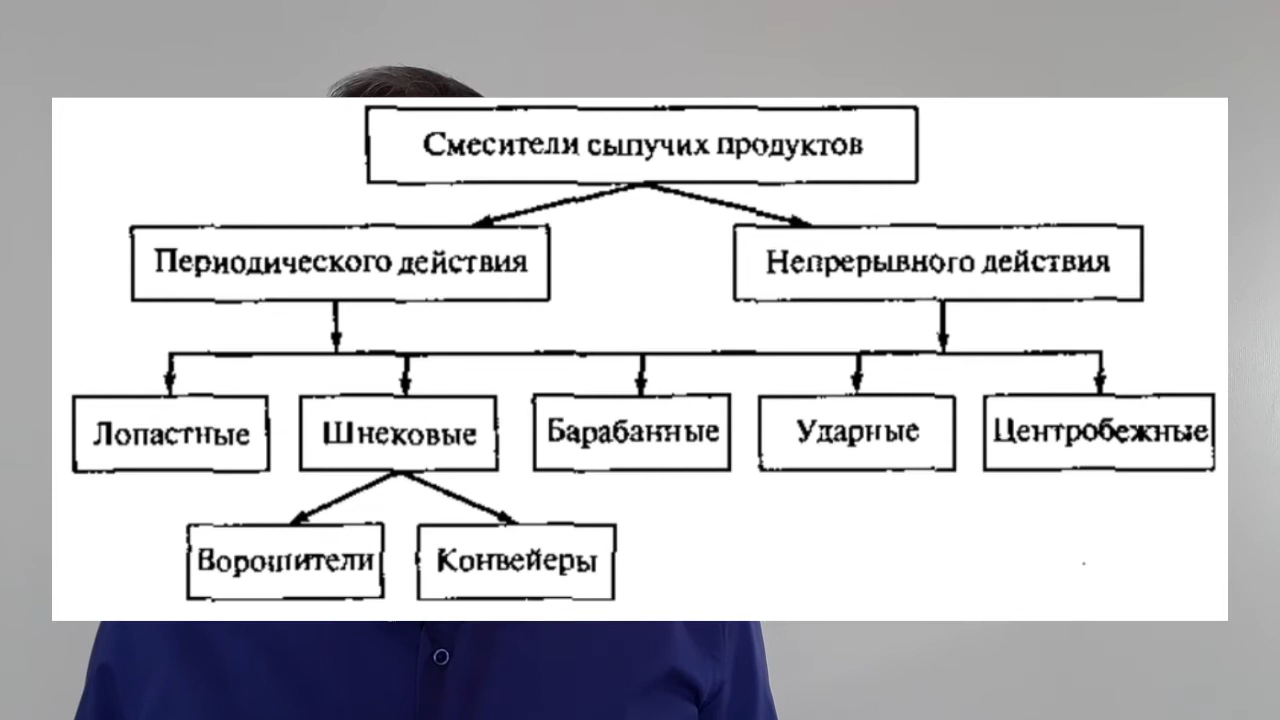 Смесители сыпучих продуктов
Периодического действия
Непрерывного действия
Лопастные
Шнековые
Барабанные
Ударные
Центробежные
Ворошители
Конвейеры